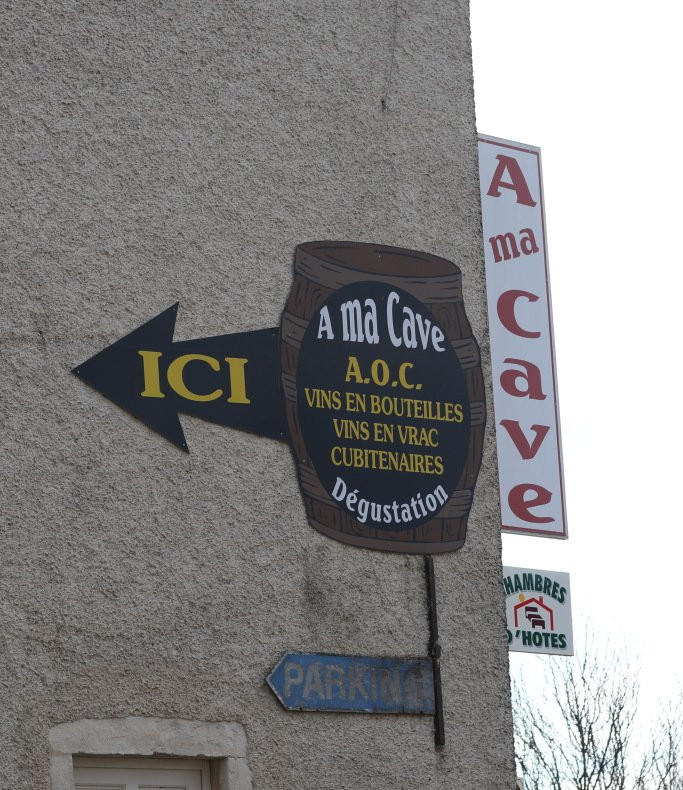 A
ma
Cave
A ma Cave
A.O.C.
VINS EN BOUTEILLES
VINS EN VRAC
CUBITENAIRES
Dégustation
ICI
HAMBRES
D'HOTES
PARKING